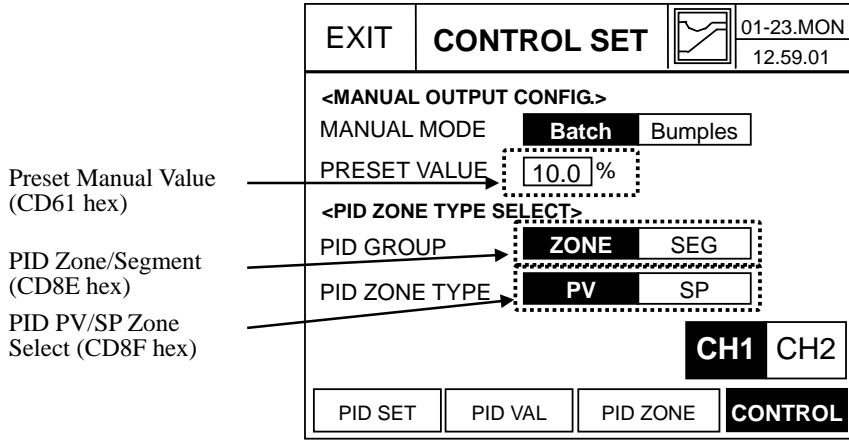 EXIT CONTROL SET 01-23.MON
12.59.01
<MANUAL OUTPUT CONFIG.>
MANUAL MODE Batch Bumples
PRESET VALUE 10.0 %
<PID ZONE TYPE SELECT>
PID GROUP ZONE SEG
PID ZONE TYPE PV SP
CH1 CH2
PID SET PID VAL PID ZONE CONTROL
Preset Manual Value
(CD61 hex)
PID Zone/Segment
(CD8E hex)
PID PV/SP Zone
Select (CD8F hex)